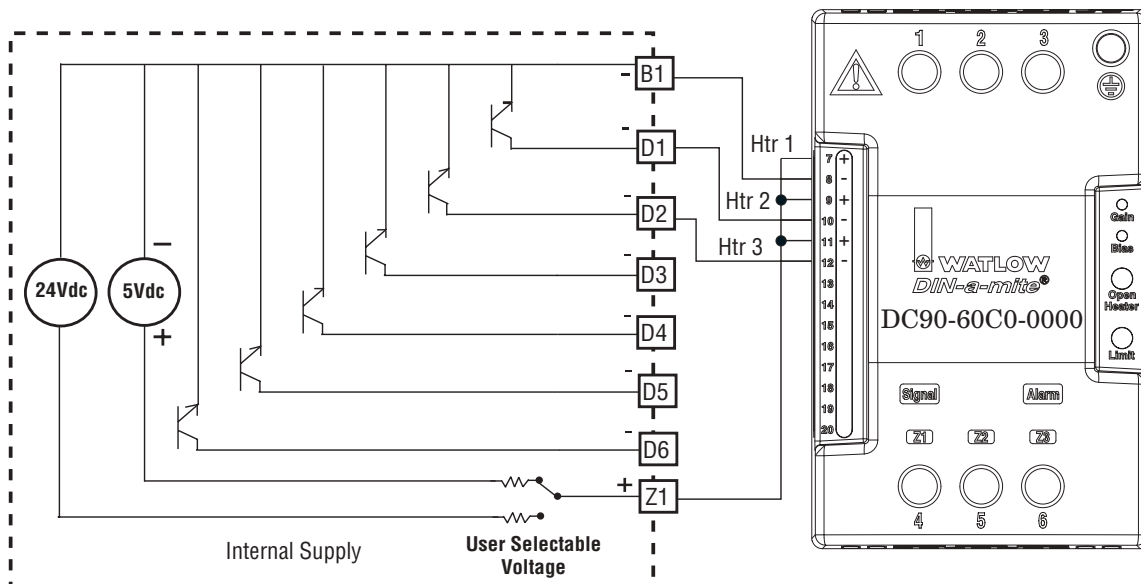 1 2 3
- B1
- D1
- D2
- D3
- D4
- D5
- D6
+ Z1
24Vdc
5Vdc
-
+
Internal Supply
User Selectable
Voltage
Htr 1
Htr 2
Htr 3
7 +
8 -
9 +
10 -
11 +
12 -
13
14
15
16
17
18
19
20
WATLOW
DIN-a-mite®
DC90-60C0-0000
Gain
Bias
Open
Heater
Limit
Signal Alarm
Z1 Z2 Z3
4 5 6